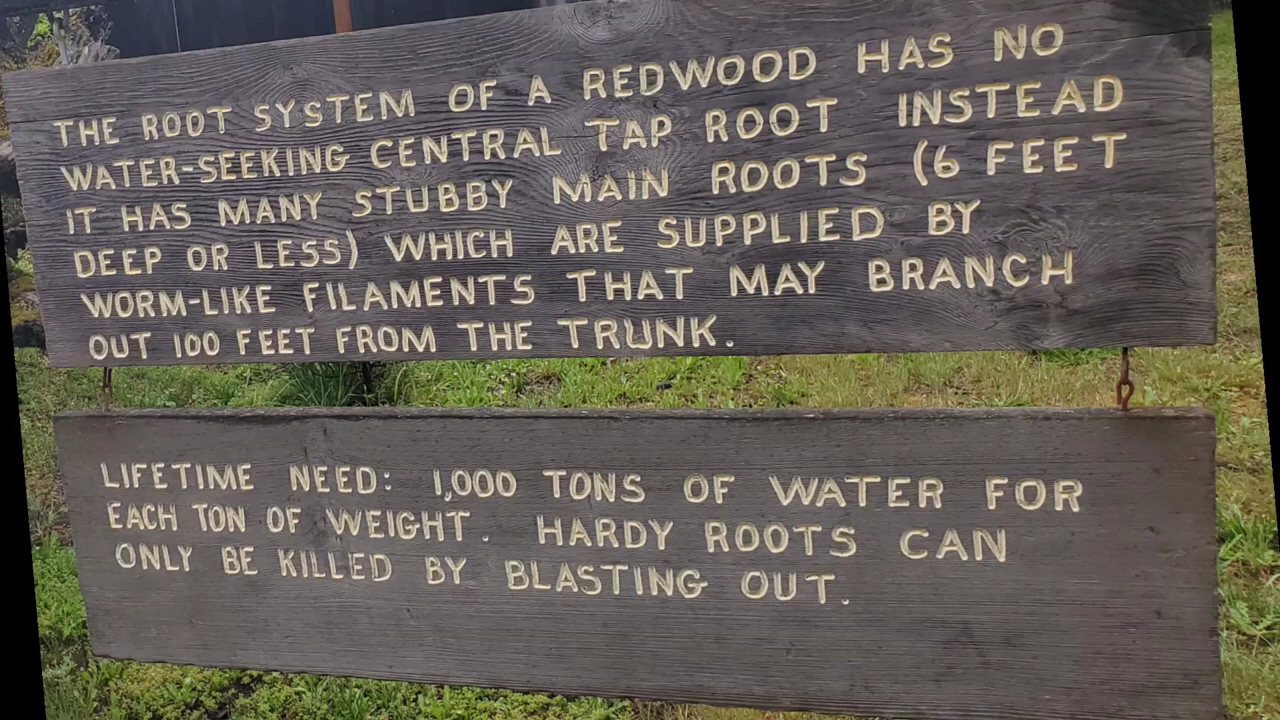 THE ROOT SYSTEM OF A REDWOOD HAS NO
WATER-SEEKING CENTRAL TAP ROOT INSTEAD
IT HAS MANY STUBBY MAIN ROOTS (6 FEET
DEEP OR LESS) WHICH ARE SUPPLIED BY
WORM-LIKE FILAMENTS THAT MAY BRANCH
OUT 100 FEET FROM THE TRUNK.
LIFETIME NEED: 1,000 TONS OF WATER FOR
EACH TON OF WEIGHT. HARDY ROOTS CAN
ONLY BE KILLED BY BLASTING OUT.